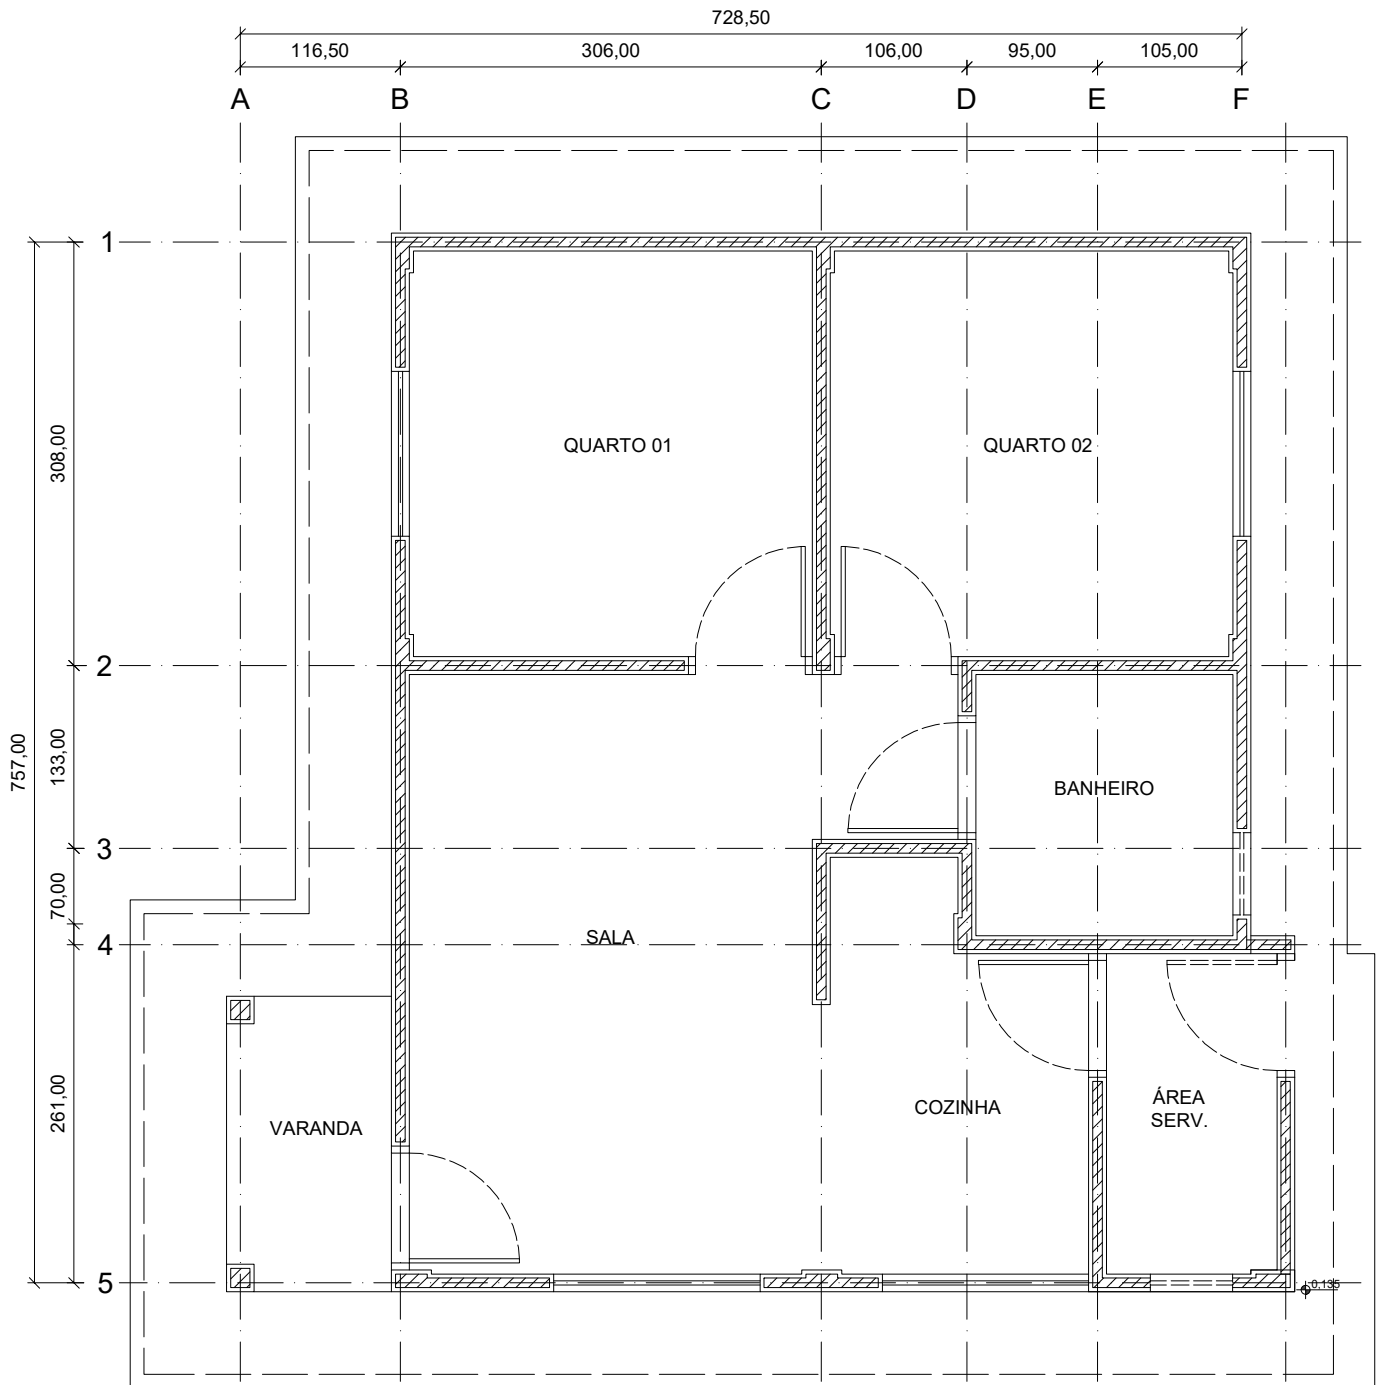 728,50
116,50 306,00 106,00 95,00 105,00
A B C D E F
1
QUARTO 01 QUARTO 02
308,00
2
757,00
133,00
BANHEIRO
3
70,00
SALA
4
261,00
COZINHA
ÁREA
SERV.
VARANDA
5
0,135